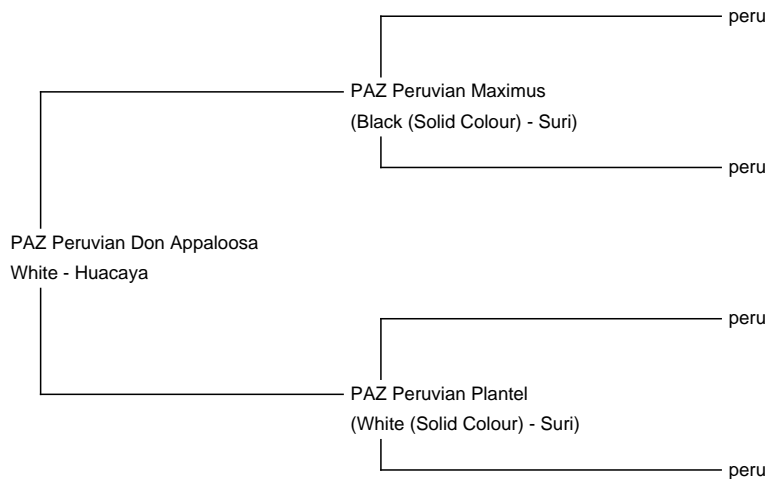 peru
PAZ Peruvian Maximus
(Black (Solid Colour) - Suri)
peru
PAZ Peruvian Don Appaloosa
White - Huacaya
peru
PAZ Peruvian Plantel
(White (Solid Colour) - Suri)
peru